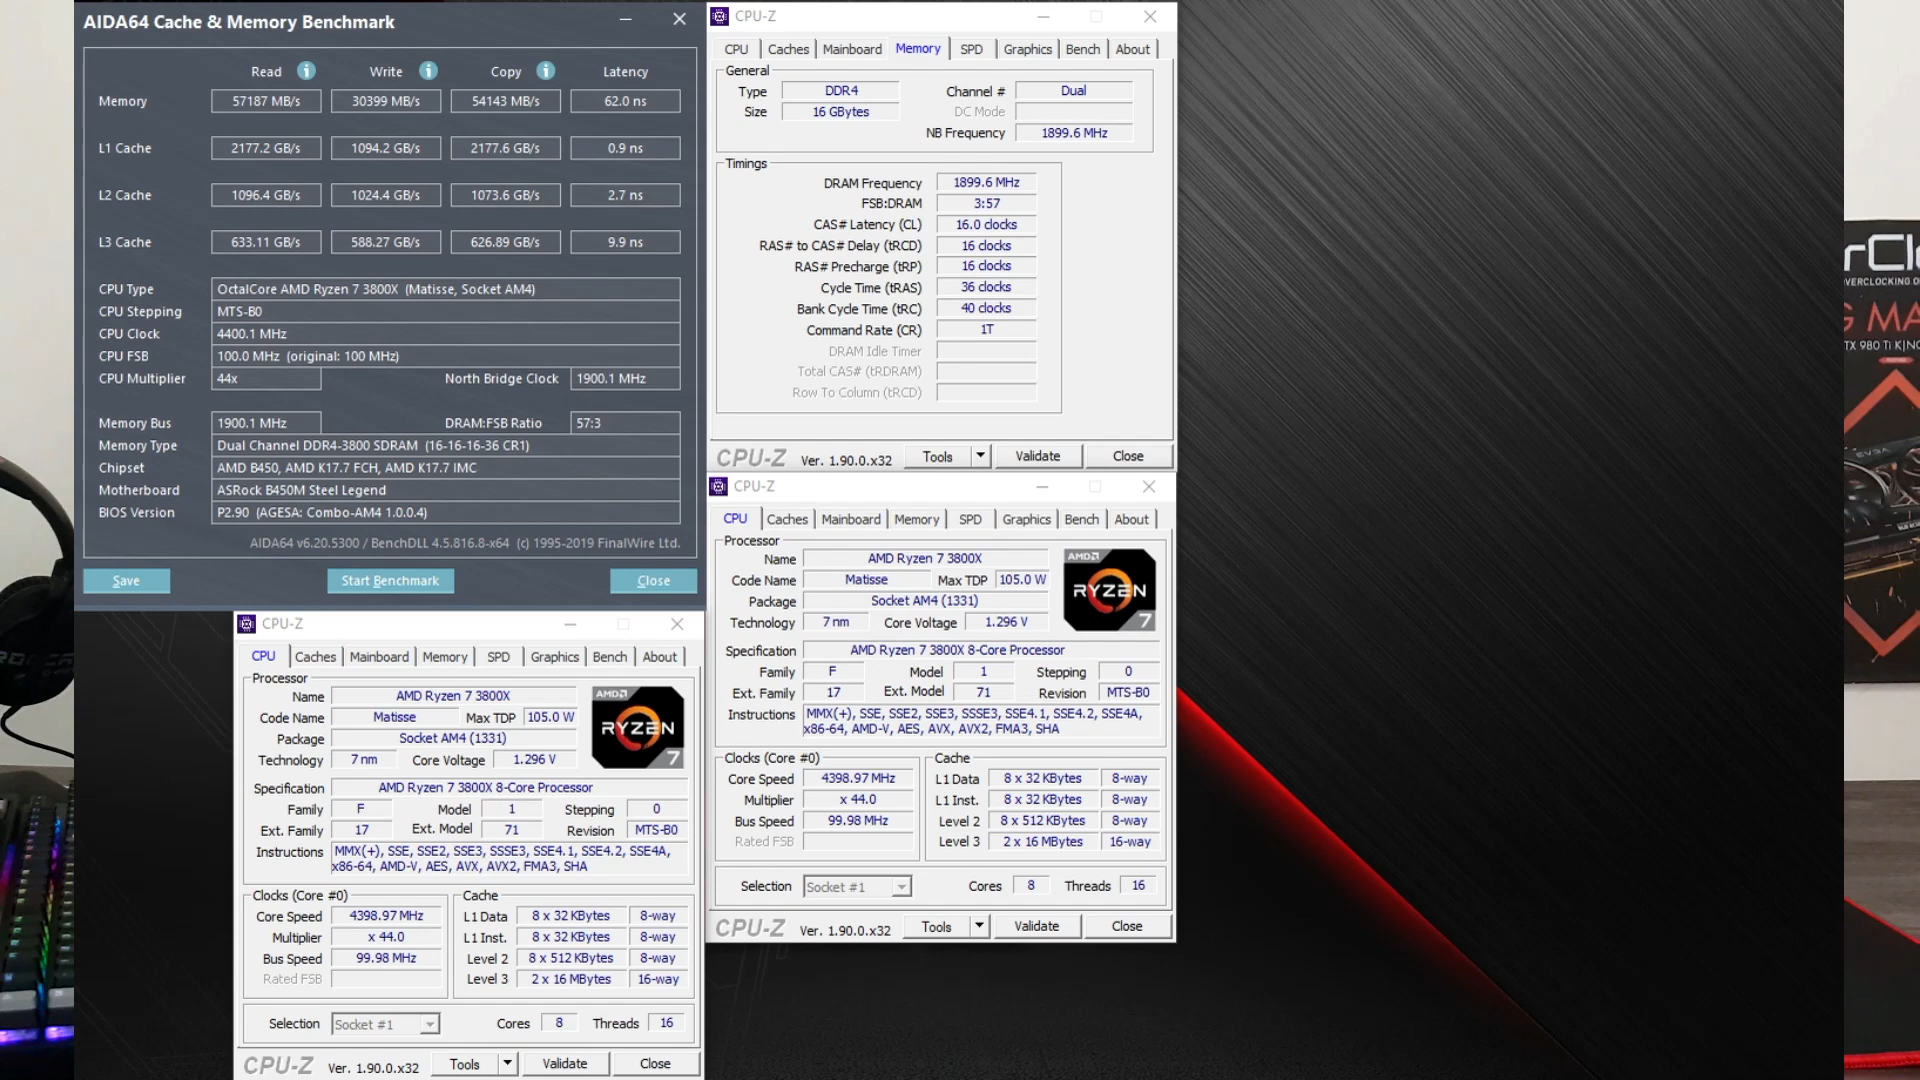 AIDA64 Cache & Memory Benchmark
Read Write Copy Latency
Memory 57187 MB/s 30399 MB/s 54143 MB/s 62.0 ns
L1 Cache 2177.2 GB/s 1094.2 GB/s 2177.6 GB/s 0.9 ns
L2 Cache 1096.4 GB/s 1024.4 GB/s 1073.6 GB/s 2.7 ns
L3 Cache 633.11 GB/s 588.27 GB/s 626.89 GB/s 9.9 ns
CPU Type OctalCore AMD Ryzen 7 3800X (Matisse, Socket AM4)
CPU Stepping MTS-B0
CPU Clock 4400.1 MHz
CPU FSB 100.0 MHz (original: 100 MHz)
CPU Multiplier 44x North Bridge Clock 1900.1 MHz
Memory Bus 1900.1 MHz DRAM:FSB Ratio 57:3
Memory Type Dual Channel DDR4-3800 SDRAM (16-16-16-36 CR1)
Chipset AMD B450, AMD K17.7 FCH, AMD K17.7 IMC
Motherboard ASRock B450M Steel Legend
BIOS Version P2.90 (AGESA: Combo-AM4 1.0.0.4)
AIDA64 v6.20.5300 / BenchDLL 4.5.816.8-x64 (c) 1995-2019 FinalWire Ltd.
Save Start Benchmark Close
CPU-Z
CPU Caches Mainboard Memory SPD Graphics Bench About
General
Type DDR4 Channel # Dual
Size 16 GBytes DC Mode
NB Frequency 1899.6 MHz
Timings
DRAM Frequency 1899.6 MHz
FSB:DRAM 3:57
CAS# Latency (CL) 16.0 clocks
RAS# to CAS# Delay (tRCD) 16 clocks
RAS# Precharge (tRP) 16 clocks
Cycle Time (tRAS) 36 clocks
Bank Cycle Time (tRC) 40 clocks
Command Rate (CR) 1T
DRAM Idle Timer
Total CAS# (tRDRAM)
Row To Column (tRCD)
CPU-Z Ver. 1.90.0.x32 Tools Validate Close
CPU-Z
CPU Caches Mainboard Memory SPD Graphics Bench About
Processor
Name AMD Ryzen 7 3800X
Code Name Matisse Max TDP 105.0 W
Package Socket AM4 (1331)
Technology 7 nm Core Voltage 1.296 V
AMD
RYZEN
7
Specification AMD Ryzen 7 3800X 8-Core Processor
Family F Model 1 Stepping 0
Ext. Family 17 Ext. Model 71 Revision MTS-B0
Instructions MMX(+), SSE, SSE2, SSE3, SSSE3, SSE4.1, SSE4.2, SSE4A,
x86-64, AMD-V, AES, AVX, AVX2, FMA3, SHA
Clocks (Core #0) Cache
Core Speed 4398.97 MHz L1 Data 8 x 32 KBytes 8-way
Multiplier x 44.0 L1 Inst. 8 x 32 KBytes 8-way
Bus Speed 99.98 MHz Level 2 8 x 512 KBytes 8-way
Rated FSB Level 3 2 x 16 MBytes 16-way
Selection Socket #1 Cores 8 Threads 16
CPU-Z Ver. 1.90.0.x32 Tools Validate Close
CPU-Z
CPU Caches Mainboard Memory SPD Graphics Bench About
Processor
Name AMD Ryzen 7 3800X
Code Name Matisse Max TDP 105.0 W
Package Socket AM4 (1331)
Technology 7 nm Core Voltage 1.296 V
AMD
RYZEN
7
Specification AMD Ryzen 7 3800X 8-Core Processor
Family F Model 1 Stepping 0
Ext. Family 17 Ext. Model 71 Revision MTS-B0
Instructions MMX(+), SSE, SSE2, SSE3, SSSE3, SSE4.1, SSE4.2, SSE4A,
x86-64, AMD-V, AES, AVX, AVX2, FMA3, SHA
Clocks (Core #0) Cache
Core Speed 4398.97 MHz L1 Data 8 x 32 KBytes 8-way
Multiplier x 44.0 L1 Inst. 8 x 32 KBytes 8-way
Bus Speed 99.98 MHz Level 2 8 x 512 KBytes 8-way
Rated FSB Level 3 2 x 16 MBytes 16-way
Selection Socket #1 Cores 8 Threads 16
CPU-Z Ver. 1.90.0.x32 Tools Validate Close
rCl
VERCLOCKING O
G MA
TX 980 Ti K|NG
EVGA